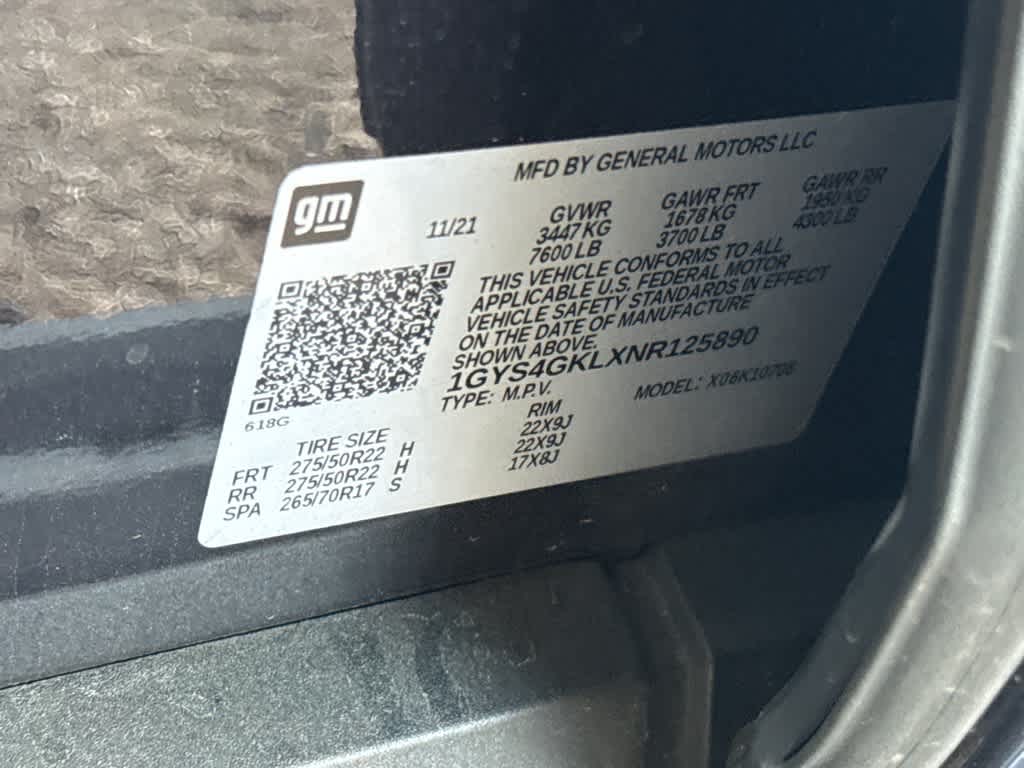 MFD BY GENERAL MOTORS LLC
gm
11/21
GVWR GAWR FRT GAWR RR
3447 KG 1678 KG 1950 KG
7600 LB 3700 LB 4300 LB
THIS VEHICLE CONFORMS TO ALL
APPLICABLE U.S. FEDERAL MOTOR
VEHICLE SAFETY STANDARDS IN EFFECT
ON THE DATE OF MANUFACTURE
SHOWN ABOVE.
1GYS4GKLXNR125890
TYPE: M.P.V. MODEL: X06K10706
618G
TIRE SIZE RIM
FRT 275/50R22 H 22X9J
RR 275/50R22 H 22X9J
SPA 265/70R17 S 17X8J